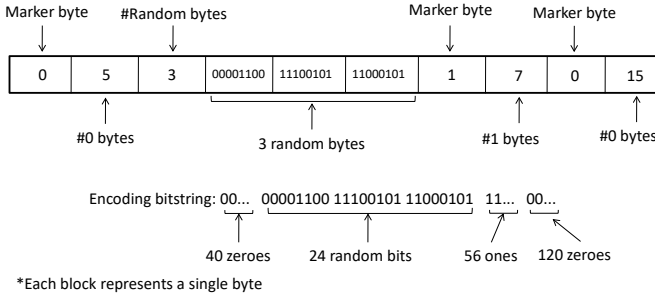 Marker byte #Random bytes Marker byte Marker byte
0 5 3 00001100 11100101 11000101 1 7 0 15
#0 bytes 3 random bytes #1 bytes #0 bytes
Encoding bitstring: 00... 00001100 11100101 11000101 11... 00...
40 zeroes 24 random bits 56 ones 120 zeroes
*Each block represents a single byte